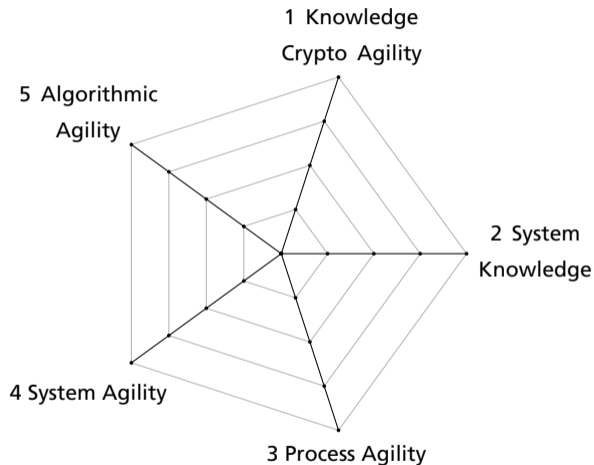 1 Knowledge
Crypto Agility
5 Algorithmic
Agility
2 System
Knowledge
4 System Agility
3 Process Agility